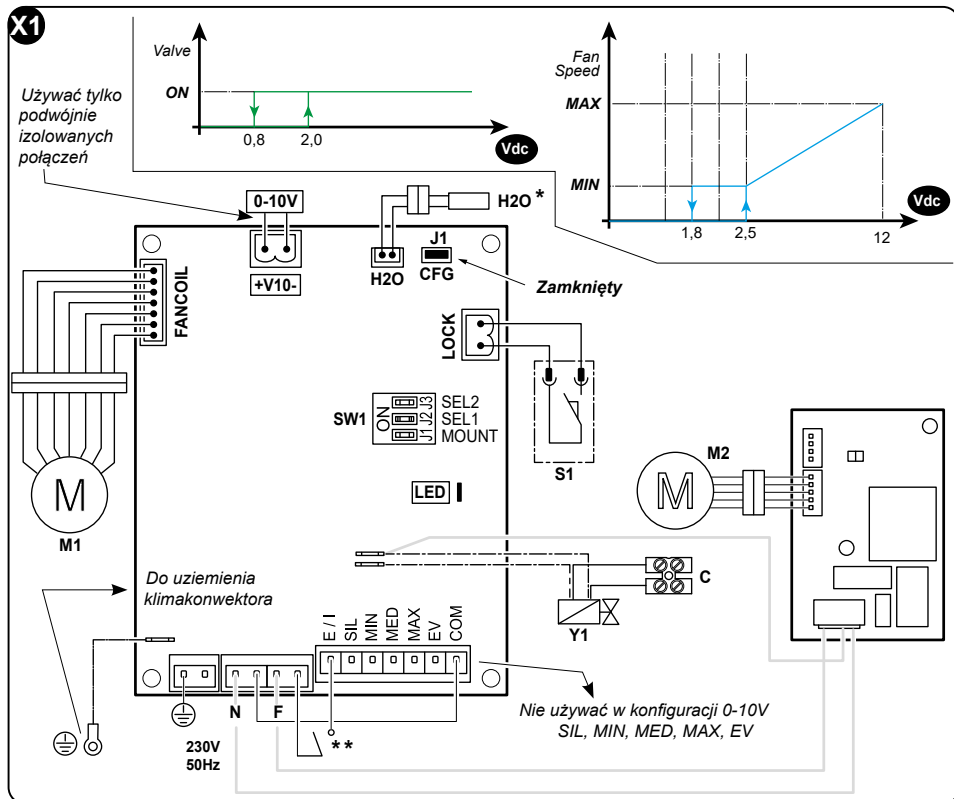 X1
Valve
ON
0,8
2,0
Vdc
Fan
Speed
MAX
MIN
1,8
2,5
12
Vdc
Używać tylko
podwójnie
izolowanych
połączeń
0-10V
+V10-
H2O *
H2O
J1
CFG
Zamknięty
FANCOIL
LOCK
S1
SW1
ON
J3 SEL2
J2 SEL1
J1 MOUNT
LED
M
M1
M
M2
C
Y1
Do uziemienia
klimakonwektora
E / I
SIL
MIN
MED
MAX
EV
COM
N
F
230V
50Hz
**
Nie używać w konfiguracji 0-10V
SIL, MIN, MED, MAX, EV